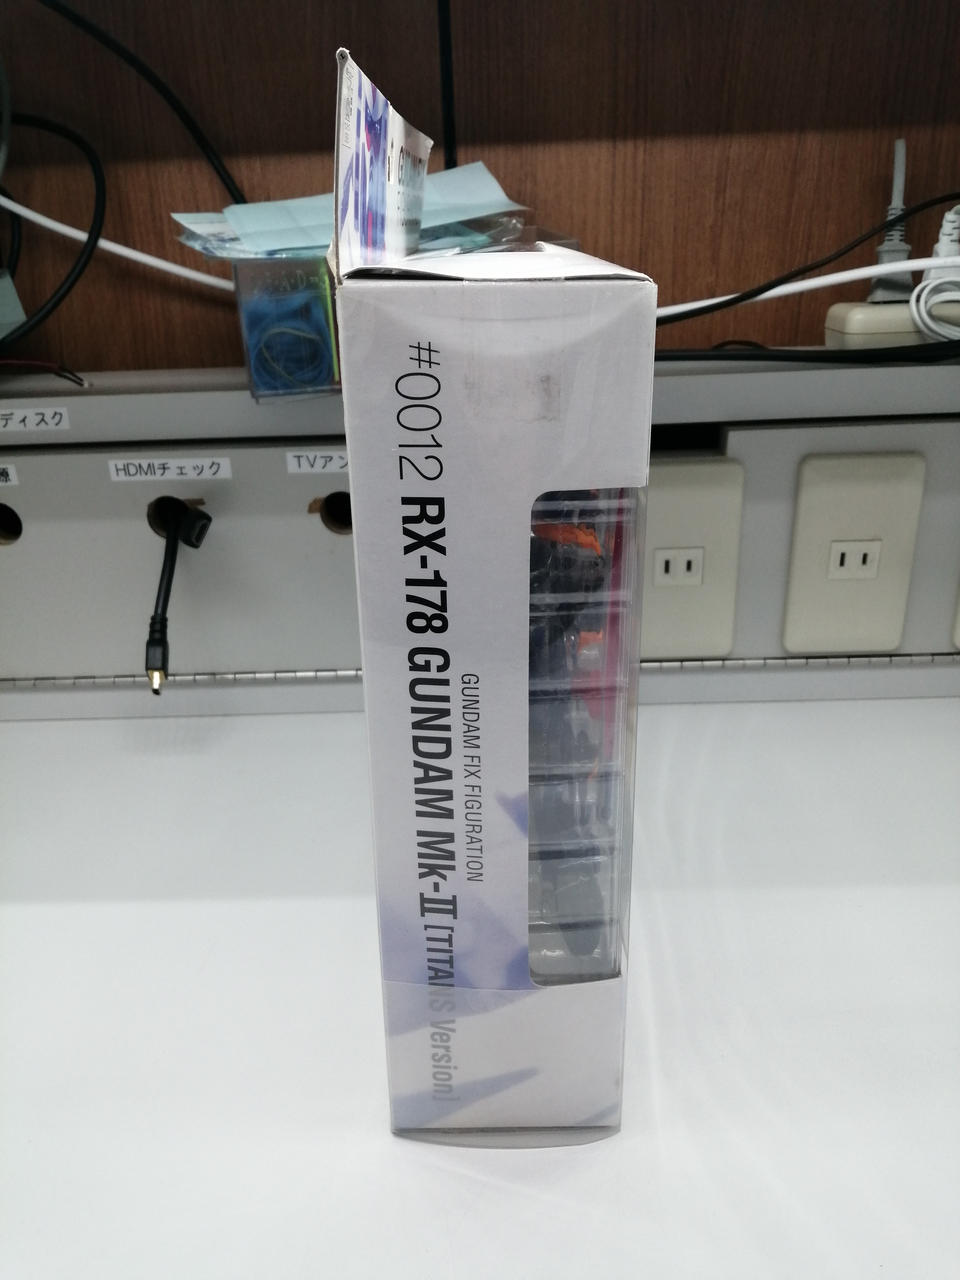 ディスク
源
HDMIチェック
TVアン
#0012 RX-178 GUNDAM Mk-II [TITANS Version]
GUNDAM FIX FIGURATION